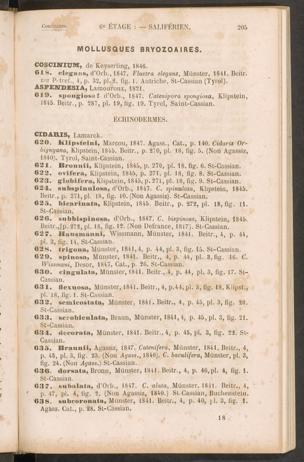 Conchifères. 6e ÉTAGE : — SALIFÉRIEN. 205
MOLLUSQUES BRYOZOAIRES.
COSCINIUM, de Keyserling, 1846.
618. elegans, d'Orb., 1847. Flustra elegans, Münster, 1841. Beitr.
zur Petref., 4, p. 32, pl. 3, fig. 1. Autriche, St-Cassian (Tyrol).
ASPENDESIA, Lamouroux, 1821.
619. spongiosa? d'Orb., 1847. Catenipora spongiosa, Klipstein,
1845. Beitr., p. 287, pl. 19, fig. 19. Tyrol, Saint-Cassian.
ÉCHINODERMES.
CIDARIS, Lamarck.
620. Klipsteini, Marcou, 1847. Agass., Cat., p. 140. Cidaris Or-
bignyana, Klipstein, 1845. Beitr., p. 270, pl. 18, fig. 5. (Non Agassiz,
1840). Tyrol, Saint-Cassian.
621. Braunii, Klipstein, 1845, p. 270, pl. 18, fig. 6. St-Cassian.
622. ovifera, Klipstein, 1845, p. 271, pl. 18, fig. 8. St-Cassian.
623. globifera, Klipstein, 1845, p. 271, pl. 18, fig. 9. St-Cassian.
624. subspinulosa, d'Orb., 1847. C. spinulosa, Klipstein, 1845.
Beitr., p. 271, pl. 18, fig. 10. (Non Agassiz). St-Cassian.
625. biscrinata, Klipstein, 1845. Beitr., p. 272, pl. 18, fig. 11.
St-Cassian.
626. subbispinosa, d'Orb., 1847. C. bispinosa, Klipstein, 1845.
Beitr., p. 272, pl. 18, fig. 12. (Non Defrance, 1817). St-Cassian.
627. Hausmanni, Wissmann, Münster, 1841. Beitr., 4, p. 44,
pl. 3, fig. 14. St-Cassian.
628. trigona, Münster, 1841, 4, p. 44, pl. 3, fig. 15. St-Cassian.
629. spinosa, Münster, 1841. Beitr., 4, p. 44, pl. 3, fig. 16. C.
Wissmani, Desor, 1847, Cat., p. 26. St-Cassian.
630. cingulata, Münster, 1841. Beitr., 4, p. 44, pl. 3, fig. 17. St-
Cassian.
631. flexuosa, Münster, 1841. Beitr., 4, p. 44, pl. 3, fig. 18. Klipst.,
pl. 18, fig. 1. St-Cassian.
632. semicostata, Münster, 1841. Beitr., 4, p. 45, pl. 3, fig. 20.
St-Cassian.
633. scrobiculata, Braun, Münster, 1841, 4, p. 45, pl. 3, fig. 21.
St-Cassian.
634. decorata, Münster, 1841. Beitr., 4, p. 45, pl. 3, fig. 22. St-
Cassian.
635. Braunii, Agassiz, 1847. Catenifera, Münster, 1841. Beitr., 4,
p. 45, pl. 3, fig. 23. (Non Agass., 1840). C. baculifera, Münster, pl. 3,
fig. 24. (Non Agass.) St-Cassian.
636. dorsata, Bronn, Münster, 1841. Beitr., 4, p. 46, pl. 4, fig. 1.
St-Cassian.
637. subalata, d'Orb., 1847. C. alata, Münster, 1841. Beitr., 4,
p. 47, pl. 4, fig. 2. (Non Agassiz, 1840.) St-Cassian, Buchenstein.
638. subcoronata, Münster, 1841. Beitr., 4, p. 40, pl. 3, fig. 1.
Agass. Cat., p. 28. St-Cassian.
18